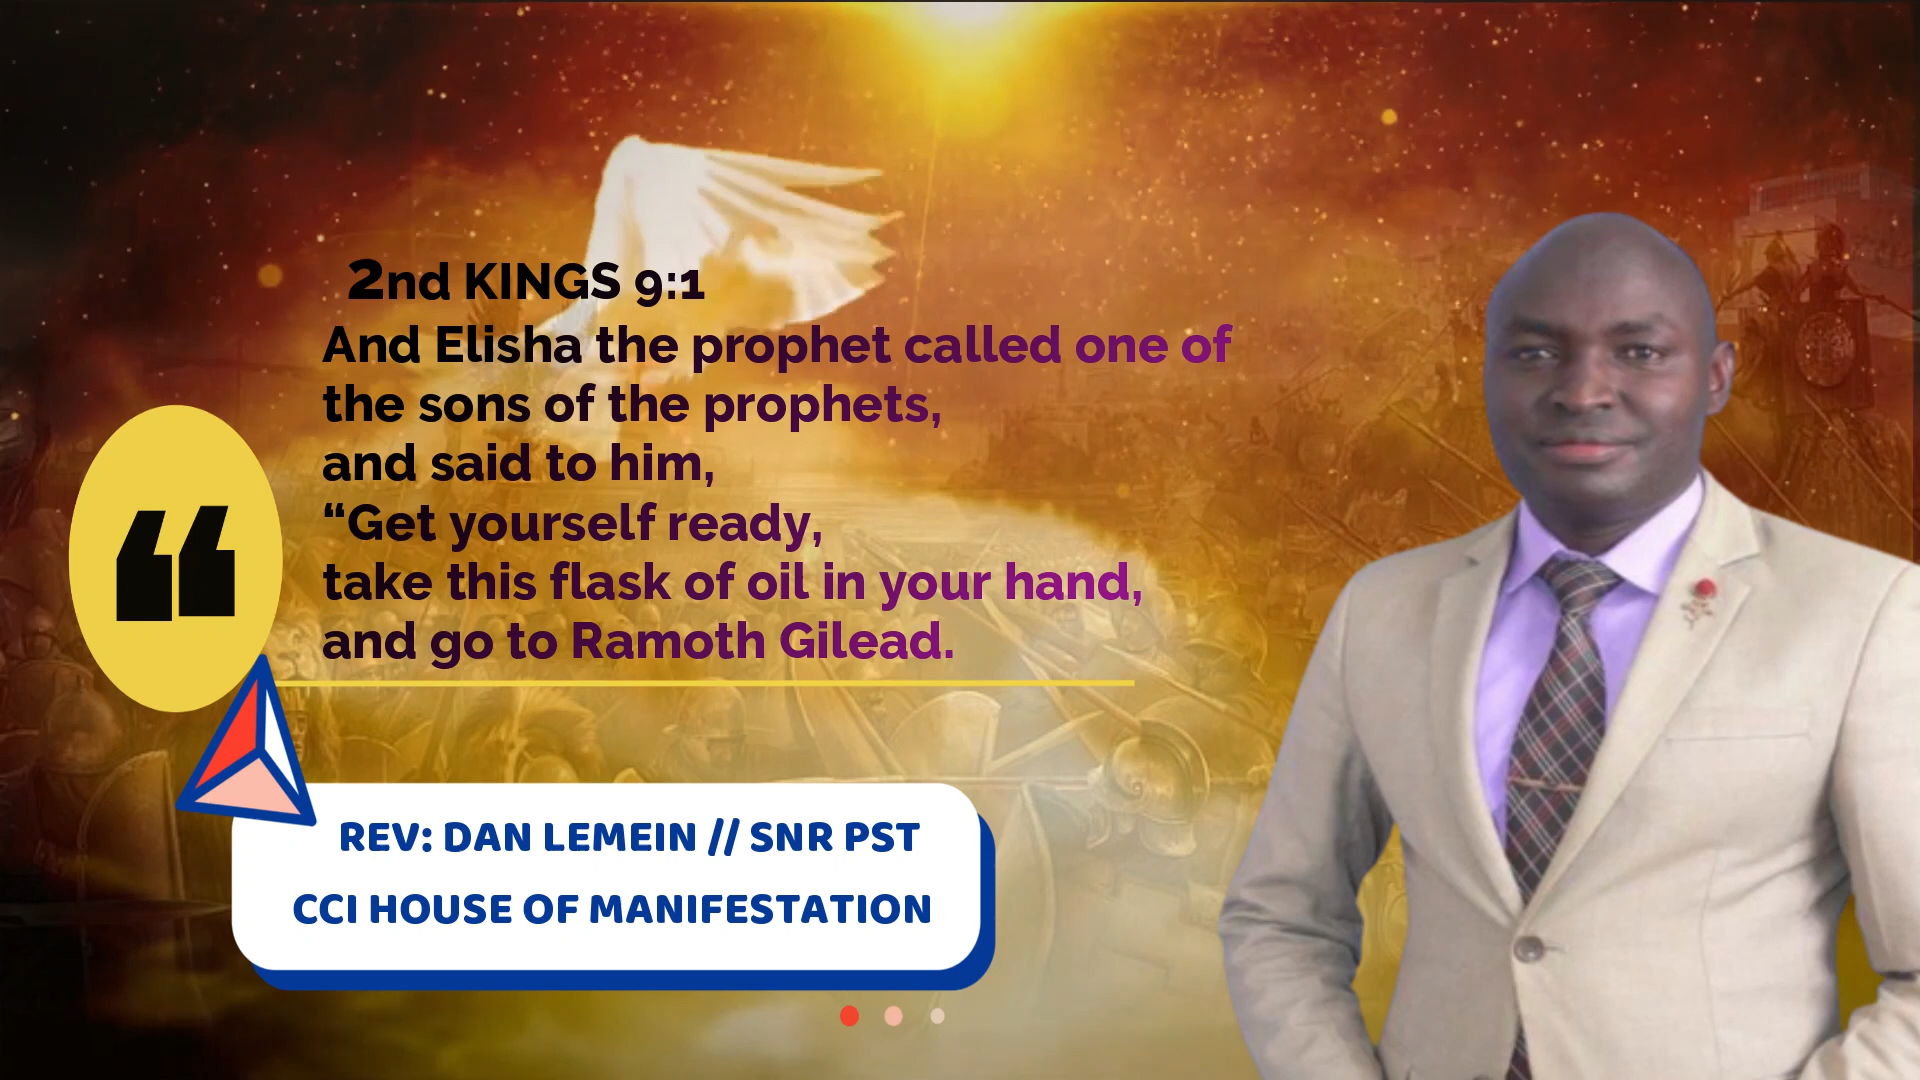 2nd KINGS 9:1
And Elisha the prophet called one of
the sons of the prophets,
and said to him,
“Get yourself ready,
take this flask of oil in your hand,
and go to Ramoth Gilead.
REV: DAN LEMEIN // SNR PST
CCI HOUSE OF MANIFESTATION